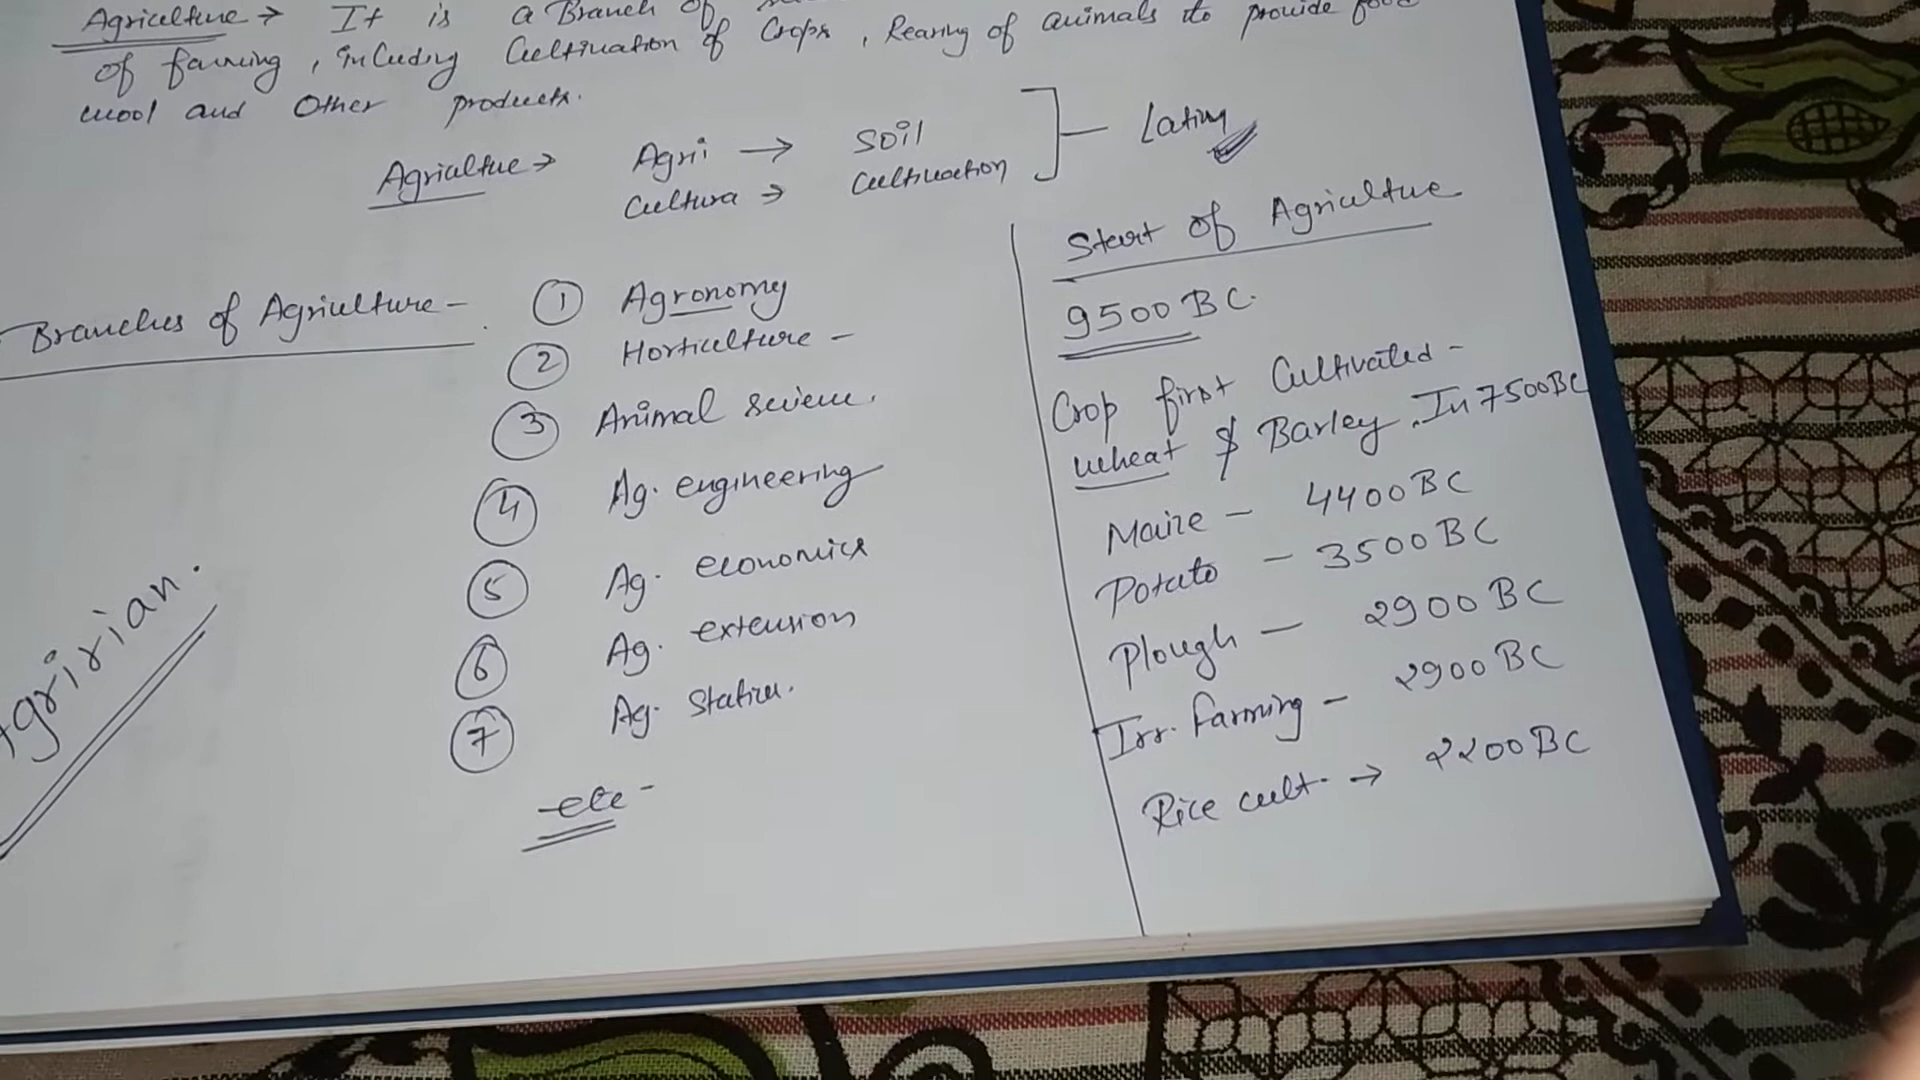 Agriculture → It is a Branch of
of farming, including Cultivation of Crops, Rearing of animals to provide food
wool and Other products.
Agricultue → Agri → Soil
Cultura → Cultivation
Latin
Branches of Agriculture -
① Agronomy
② Horticulture -
③ Animal science.
④ Ag. engineering
⑤ Ag. economics
⑥ Ag. extension
⑦ Ag.
etc -
Agririan.
Start of Agricultue
9500 BC.
Crop first Cultivated -
wheat & Barley. In 7500BC
Maize - 4400 BC
Potato - 3500 BC
Plough - 2900 BC
Irr. Farming - 2900 BC
Rice cult. → 2200 BC